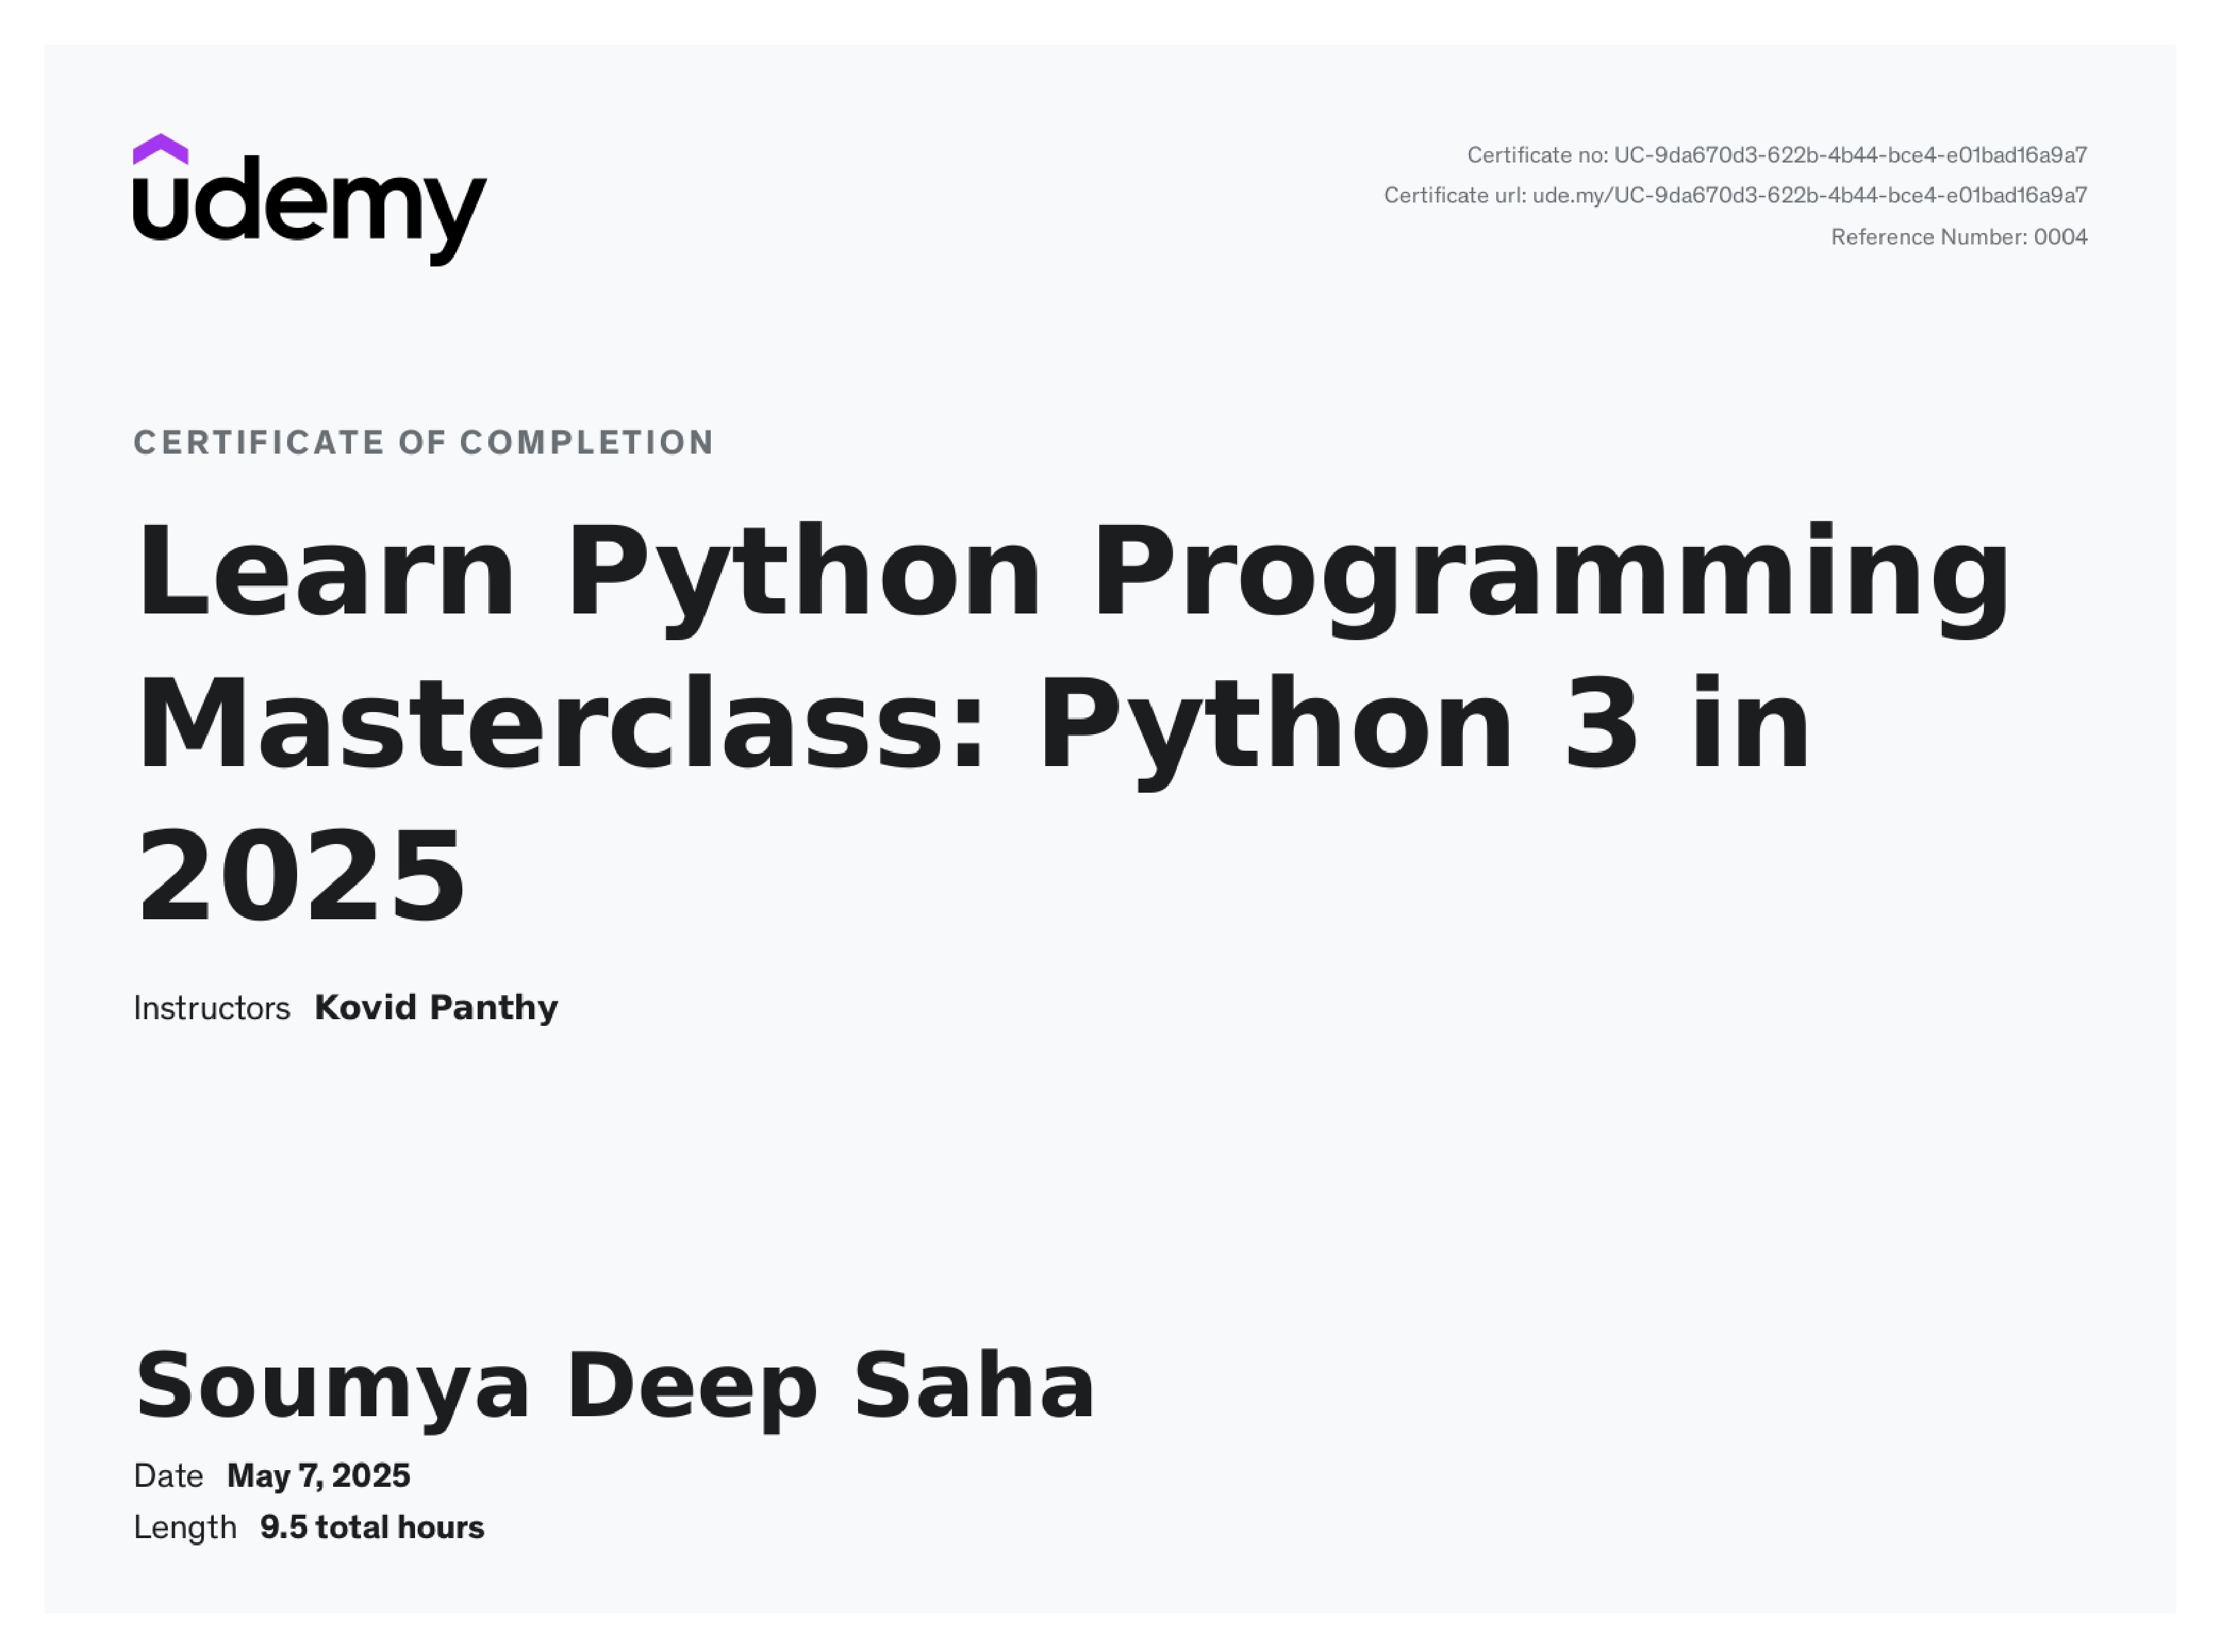 udemy
Certificate no: UC-9da670d3-622b-4b44-bce4-e01bad16a9a7
Certificate url: ude.my/UC-9da670d3-622b-4b44-bce4-e01bad16a9a7
Reference Number: 0004
CERTIFICATE OF COMPLETION
Learn Python Programming
Masterclass: Python 3 in
2025
Instructors Kovid Panthy
Soumya Deep Saha
Date May 7, 2025
Length 9.5 total hours